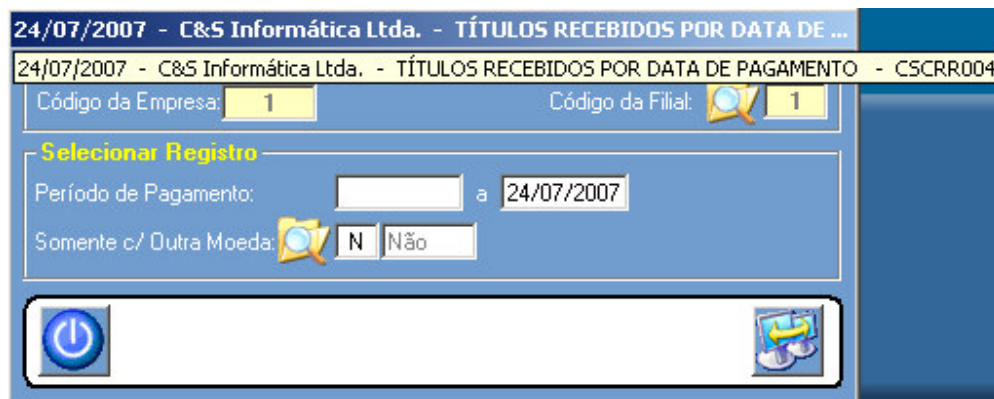 24/07/2007 - C&S Informática Ltda. - TÍTULOS RECEBIDOS POR DATA DE ...
24/07/2007 - C&S Informática Ltda. - TÍTULOS RECEBIDOS POR DATA DE PAGAMENTO - CSCRR004
Código da Empresa: 1 Código da Filial: 1
Selecionar Registro
Período de Pagamento: a 24/07/2007
Somente c/ Outra Moeda: N Não